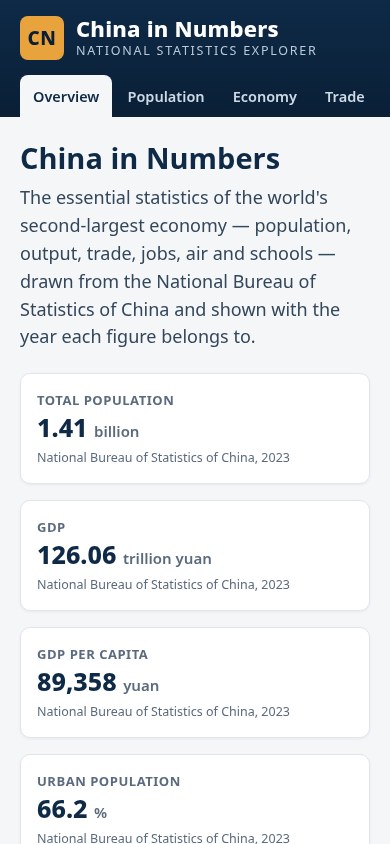 CN
China in Numbers
NATIONAL STATISTICS EXPLORER
Overview Population Economy Trade
China in Numbers
The essential statistics of the world's
second-largest economy — population,
output, trade, jobs, air and schools —
drawn from the National Bureau of
Statistics of China and shown with the
year each figure belongs to.
TOTAL POPULATION
1.41 billion
National Bureau of Statistics of China, 2023
GDP
126.06 trillion yuan
National Bureau of Statistics of China, 2023
GDP PER CAPITA
89,358 yuan
National Bureau of Statistics of China, 2023
URBAN POPULATION
66.2 %
National Bureau of Statistics of China, 2023